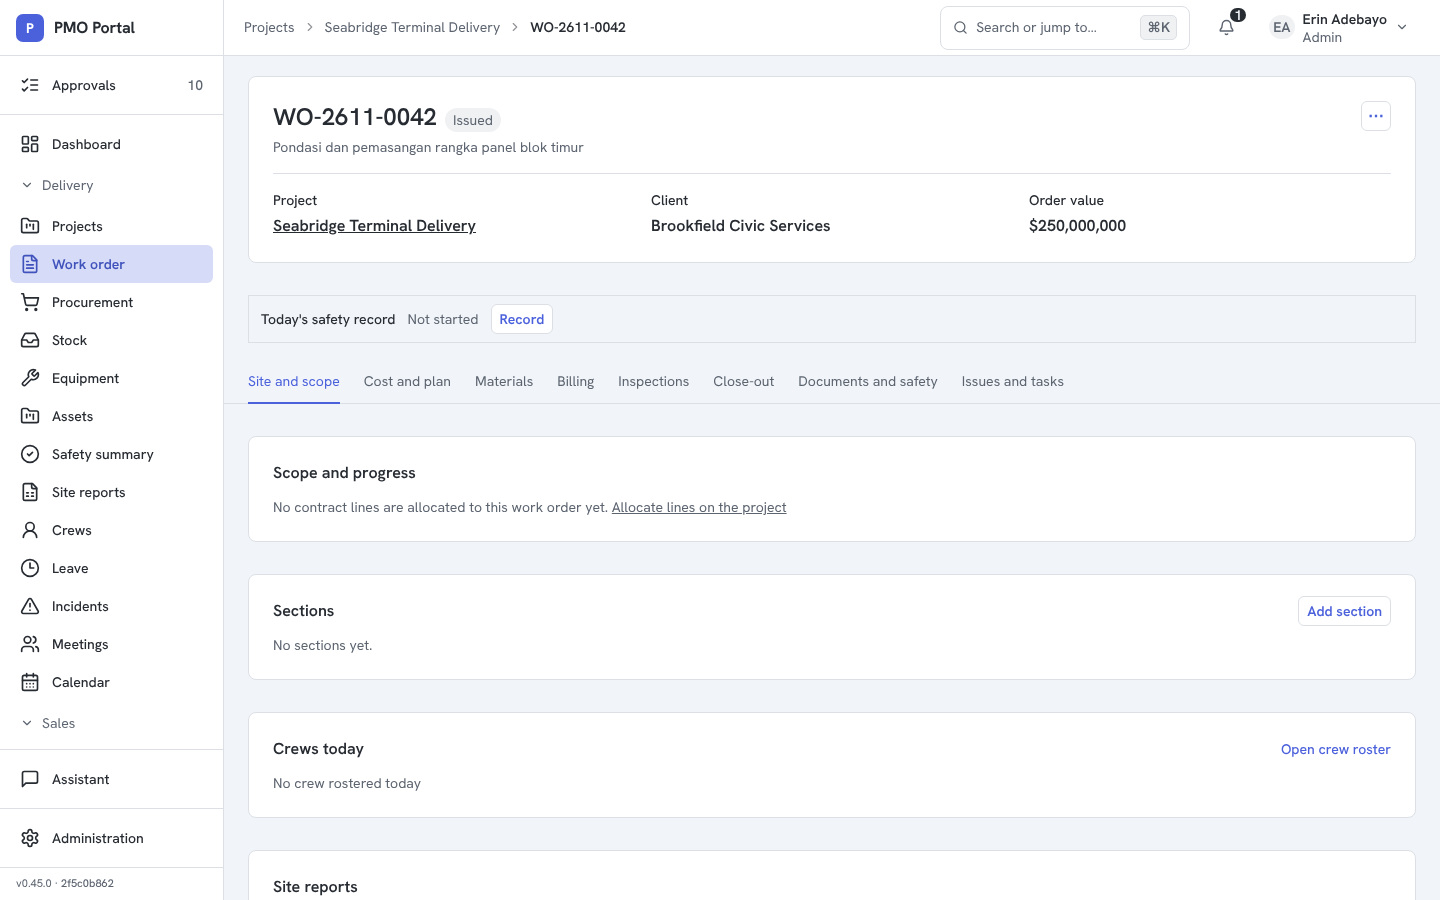 P PMO Portal
Projects > Seabridge Terminal Delivery > WO-2611-0042
Search or jump to... ⌘K
1
EA Erin Adebayo
Admin
Approvals 10
Dashboard
Delivery
Projects
Work order
Procurement
Stock
Equipment
Assets
Safety summary
Site reports
Crews
Leave
Incidents
Meetings
Calendar
Sales
Assistant
Administration
v0.45.0 · 2f5c0b862
WO-2611-0042 Issued
Pondasi dan pemasangan rangka panel blok timur
Project Client Order value
Seabridge Terminal Delivery Brookfield Civic Services $250,000,000
Today's safety record Not started Record
Site and scope Cost and plan Materials Billing Inspections Close-out Documents and safety Issues and tasks
Scope and progress
No contract lines are allocated to this work order yet. Allocate lines on the project
Sections Add section
No sections yet.
Crews today Open crew roster
No crew rostered today
Site reports